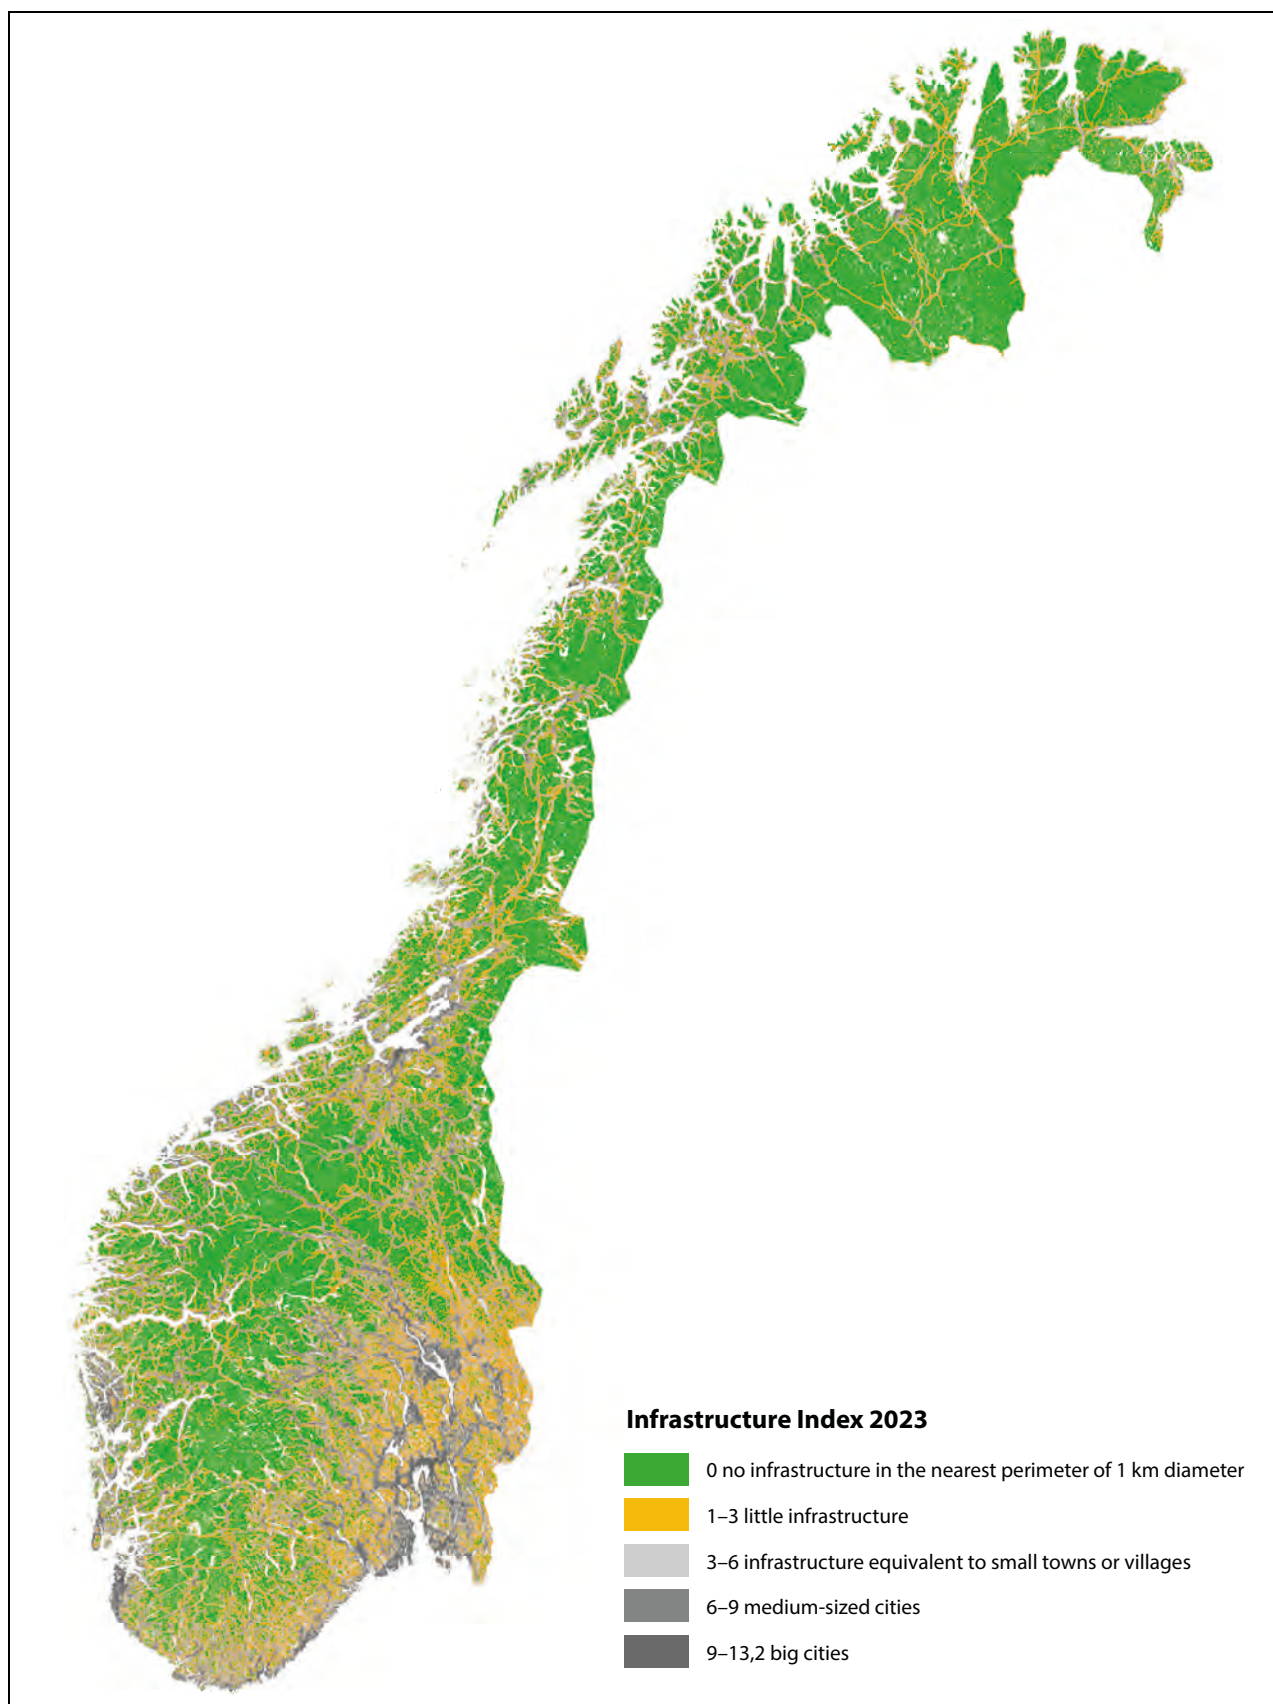 Infrastructure Index 2023
0 no infrastructure in the nearest perimeter of 1 km diameter
1–3 little infrastructure
3–6 infrastructure equivalent to small towns or villages
6–9 medium-sized cities
9–13,2 big cities